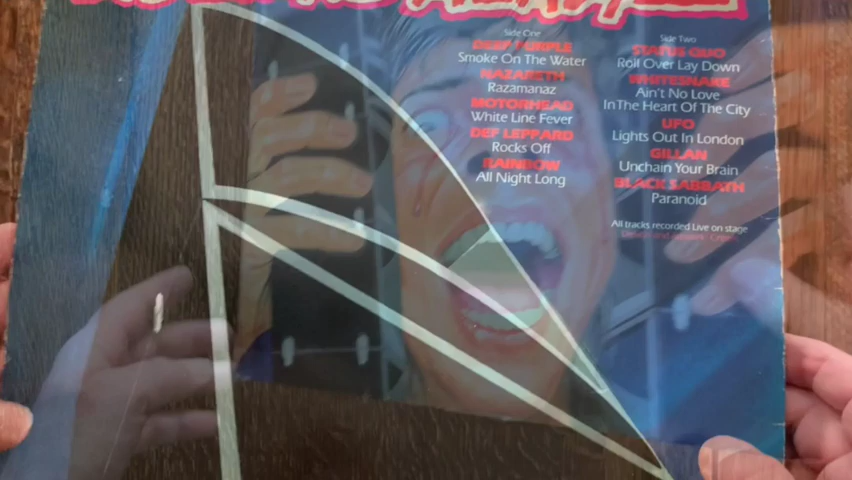 Side One
DEEP PURPLE
Smoke On The Water
NAZARETH
Razamanaz
MOTORHEAD
White Line Fever
DEF LEPPARD
Rocks Off
RAINBOW
All Night Long
Side Two
STATUS QUO
Roll Over Lay Down
WHITESNAKE
Ain't No Love
In The Heart Of The City
UFO
Lights Out In London
GILLAN
Unchain Your Brain
BLACK SABBATH
Paranoid
All tracks recorded Live on stage